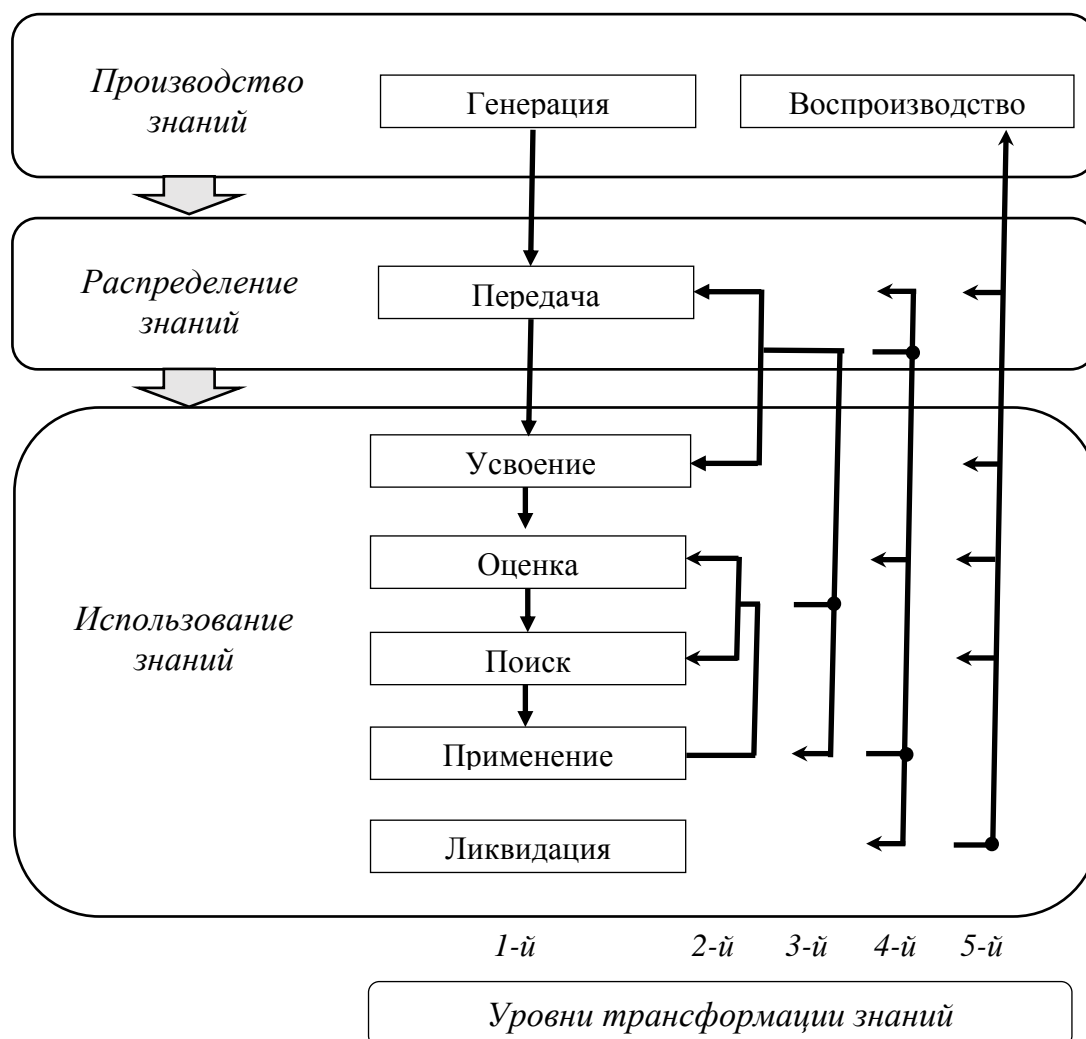 Производство
знаний
Генерация
Воспроизводство
Распределение
знаний
Передача
Усвоение
Оценка
Использование
знаний
Поиск
Применение
Ликвидация
1-й 2-й 3-й 4-й 5-й
Уровни трансформации знаний